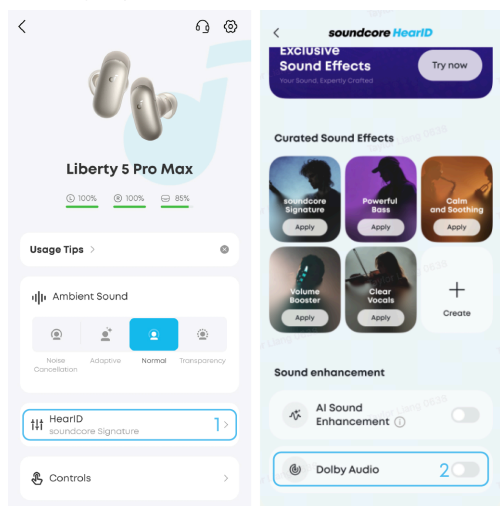 Liberty 5 Pro Max
100%
100%
85%
Usage Tips
Ambient Sound
Noise
Cancellation
Adaptive
Normal
Transparency
HearID
soundcore Signature
1
Controls
soundcore HearID
Exclusive
Sound Effects
Your Sound, Expertly Crafted
Try now
Curated Sound Effects
soundcore
Signature
Apply
Powerful
Bass
Apply
Calm
and Soothing
Apply
Volume
Booster
Apply
Clear
Vocals
Apply
Create
Sound enhancement
AI Sound
Enhancement
Dolby Audio
2